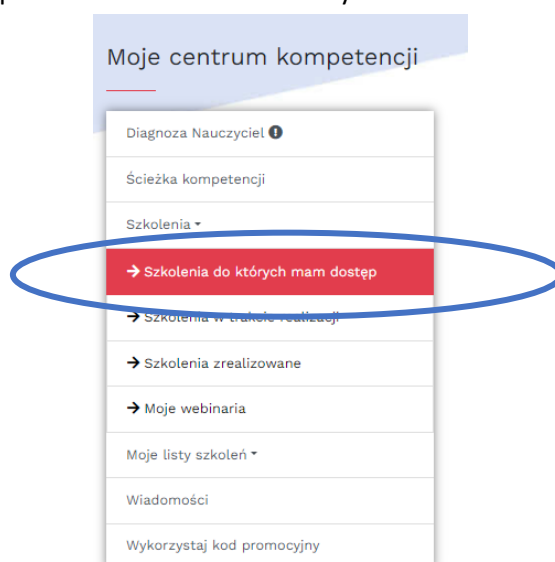 Moje centrum kompetencji
Diagnoza Nauczyciel
Ścieżka kompetencji
Szkolenia
→ Szkolenia do których mam dostęp
→ Szkolenia w trakcie realizacji
→ Szkolenia zrealizowane
→ Moje webinaria
Moje listy szkoleń
Wiadomości
Wykorzystaj kod promocyjny